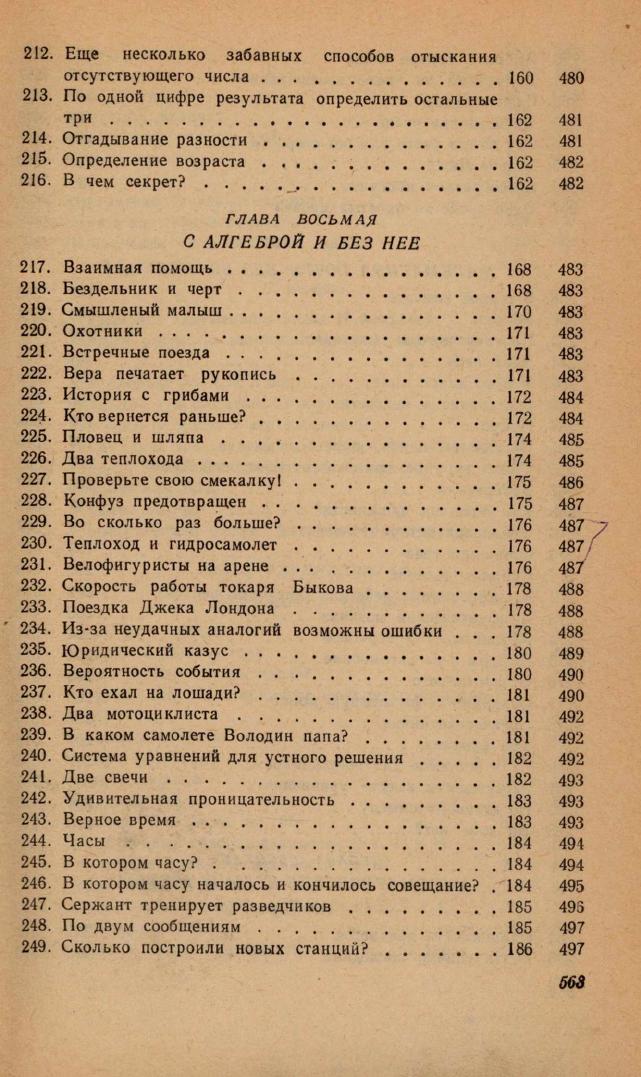 212. Еще несколько забавных способов отыскания
отсутствующего числа . . . . . . . . . . . . . . 160 480
213. По одной цифре результата определить остальные
три . . . . . . . . . . . . . . . . . . . . . 162 481
214. Отгадывание разности . . . . . . . . . . . . . 162 481
215. Определение возраста . . . . . . . . . . . . . 162 482
216. В чем секрет? . . . . . . . . . . . . . . . . 162 482
ГЛАВА ВОСЬМАЯ
С АЛГЕБРОЙ И БЕЗ НЕЕ
217. Взаимная помощь . . . . . . . . . . . . . . . 168 483
218. Бездельник и черт . . . . . . . . . . . . . . 168 483
219. Смышленый малыш . . . . . . . . . . . . . . . 170 483
220. Охотники . . . . . . . . . . . . . . . . . . 171 483
221. Встречные поезда . . . . . . . . . . . . . . . 171 483
222. Вера печатает рукопись . . . . . . . . . . . 171 483
223. История с грибами . . . . . . . . . . . . . . 172 484
224. Кто вернется раньше? . . . . . . . . . . . . . 172 484
225. Пловец и шляпа . . . . . . . . . . . . . . . 174 485
226. Два теплохода . . . . . . . . . . . . . . . . 174 485
227. Проверьте свою смекалку! . . . . . . . . . . . 175 486
228. Конфуз предотвращен . . . . . . . . . . . . . 175 487
229. Во сколько раз больше? . . . . . . . . . . . 176 487
230. Теплоход и гидросамолет . . . . . . . . . . . 176 487
231. Велофигуристы на арене . . . . . . . . . . . . 176 487
232. Скорость работы токаря Быкова . . . . . . . . 178 488
233. Поездка Джека Лондона . . . . . . . . . . . 178 488
234. Из-за неудачных аналогий возможны ошибки . . . 178 488
235. Юридический казус . . . . . . . . . . . . . . 180 489
236. Вероятность события . . . . . . . . . . . . . 180 490
237. Кто ехал на лошади? . . . . . . . . . . . . . 181 490
238. Два мотоциклиста . . . . . . . . . . . . . . 181 492
239. В каком самолете Володин папа? . . . . . . . . 181 492
240. Система уравнений для устного решения . . . . . 182 492
241. Две свечи . . . . . . . . . . . . . . . . . . 182 493
242. Удивительная проницательность . . . . . . . . . 183 493
243. Верное время . . . . . . . . . . . . . . . . . 183 493
244. Часы . . . . . . . . . . . . . . . . . . . . 184 494
245. В котором часу? . . . . . . . . . . . . . . . 184 494
246. В котором часу началось и кончилось совещание? . 184 495
247. Сержант тренирует разведчиков . . . . . . . . . 185 496
248. По двум сообщениям . . . . . . . . . . . . . 185 497
249. Сколько построили новых станций? . . . . . . . 186 497
563